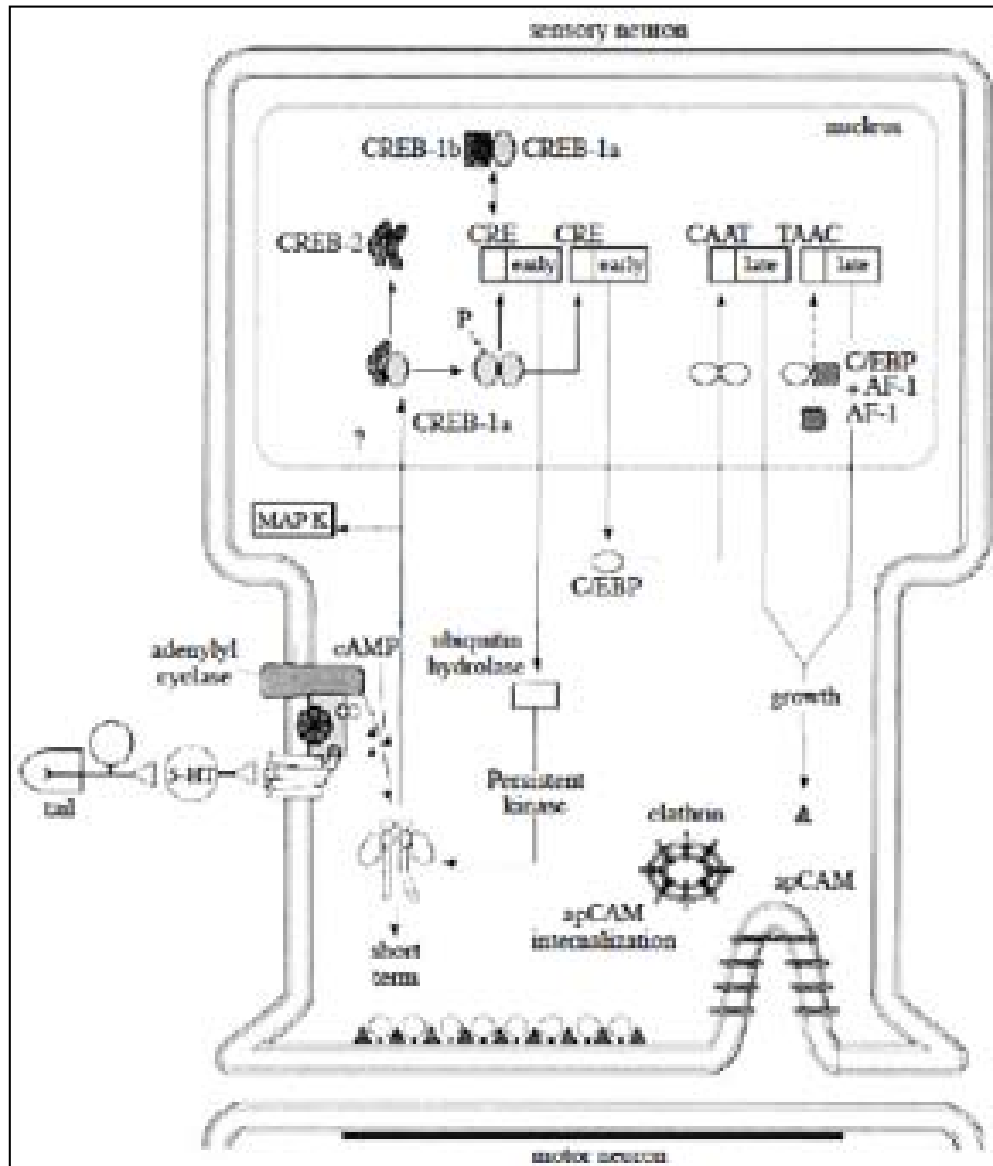 sensory neuron
nucleus
CREB-1b
CREB-1a
CREB-2
CRE
CRE
CAAT
TAAC
early
early
late
late
P
C/EBP
+ AF-1
AF-1
CREB-1a
?
MAP K
C/EBP
adenylyl
cyclase
cAMP
ubiquitin
hydrolase
growth
5-HT
tail
Persistent
kinase
clathrin
apCAM
apCAM
internalization
short
term
motor neuron